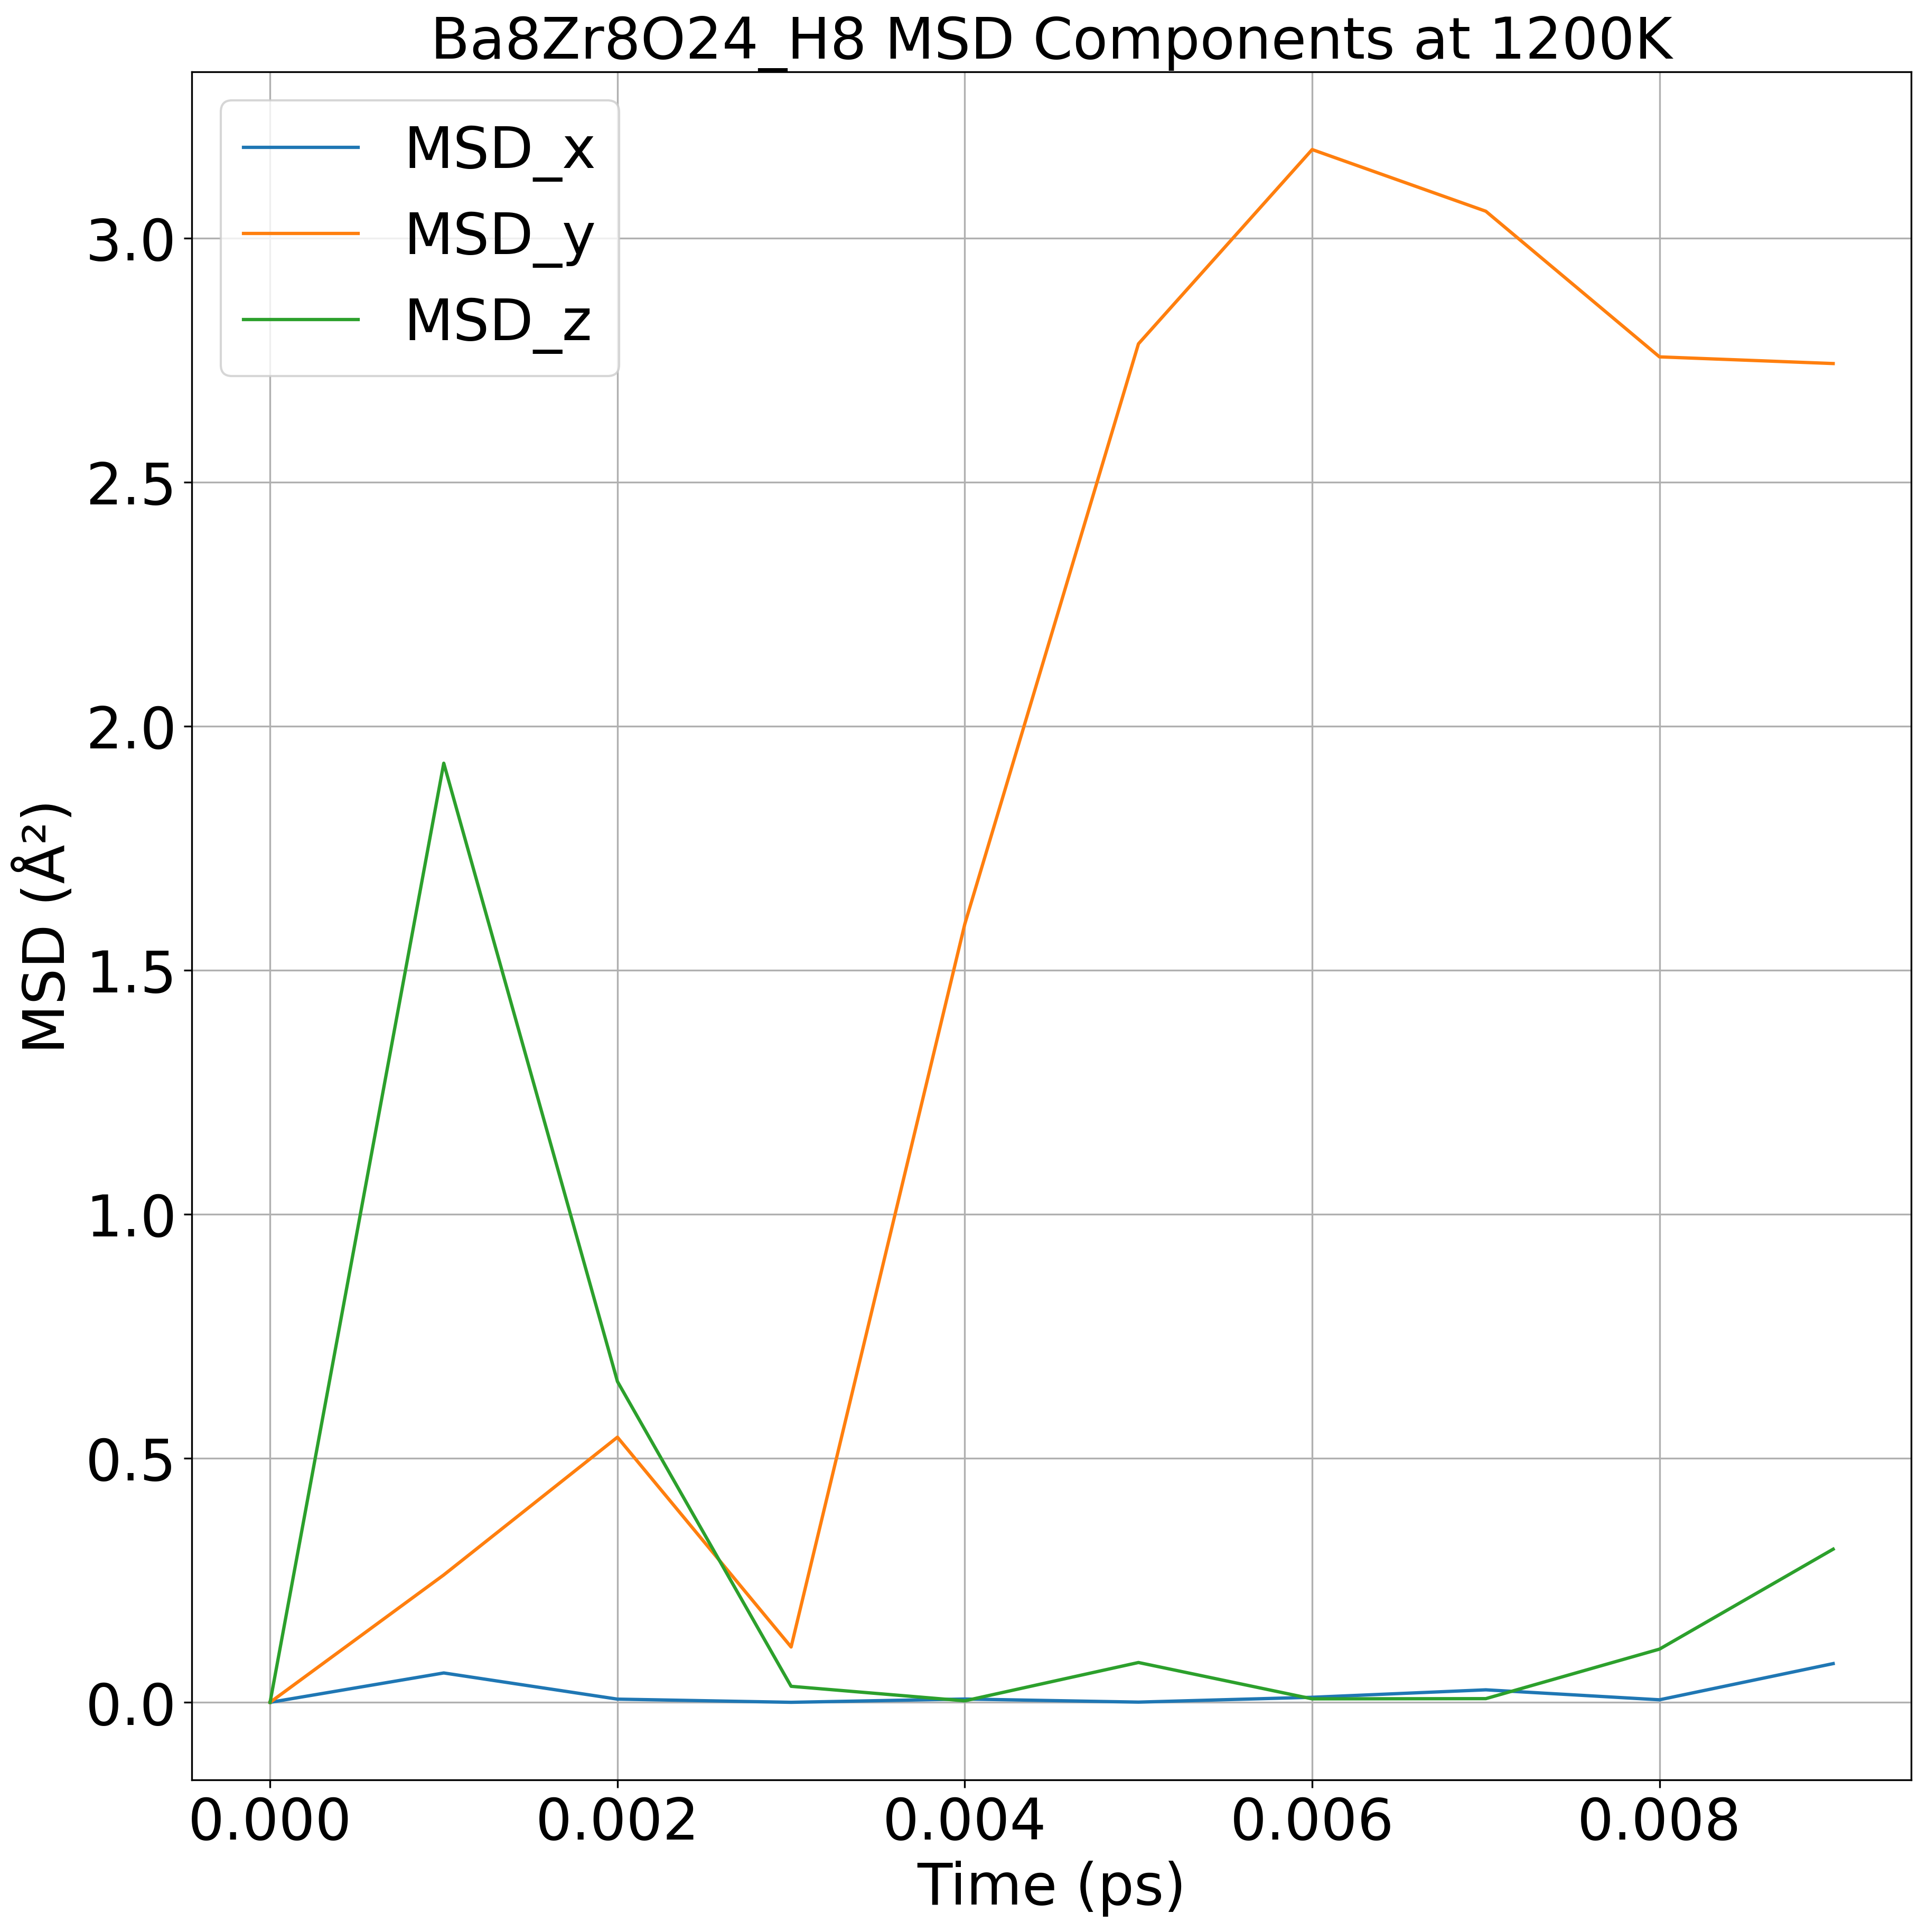 Ba8Zr8O24_H8 MSD Components at 1200K
MSD_x
MSD_y
MSD_z
MSD (Å²)
3.0
2.5
2.0
1.5
1.0
0.5
0.0
0.000 0.002 0.004 0.006 0.008
Time (ps)